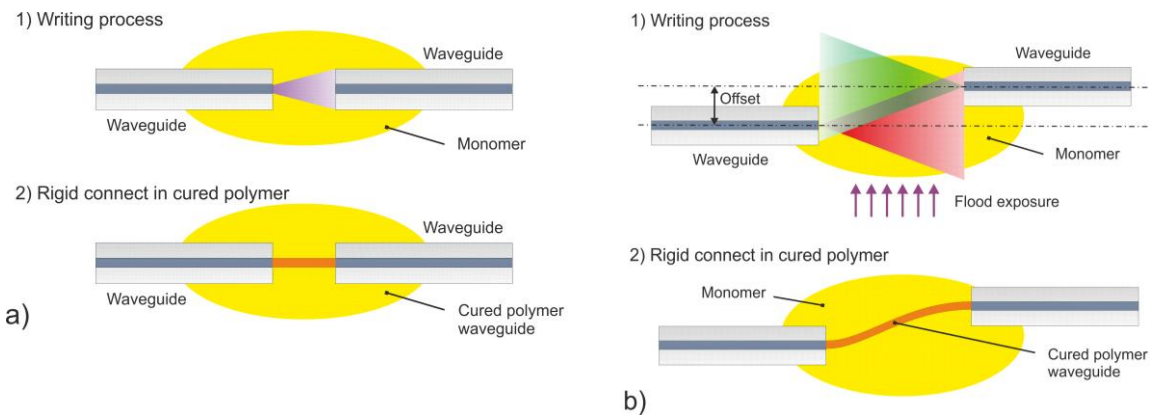 1) Writing process
Waveguide
Waveguide
Monomer
2) Rigid connect in cured polymer
Waveguide
Waveguide
Cured polymer
waveguide
a)
1) Writing process
Waveguide
Offset
Waveguide
Monomer
Flood exposure
2) Rigid connect in cured polymer
Monomer
Cured polymer
waveguide
b)